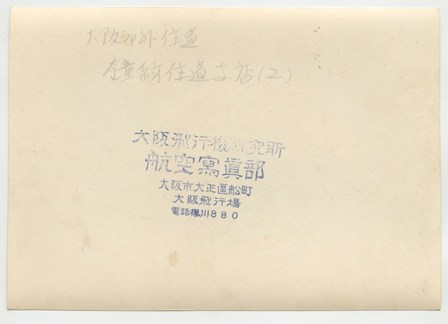 大阪郊外住道
鐘紡住道支店(2)
大阪飛行機研究所
航空寫眞部
大阪市大正區船町
大阪飛行場
電話櫻川880